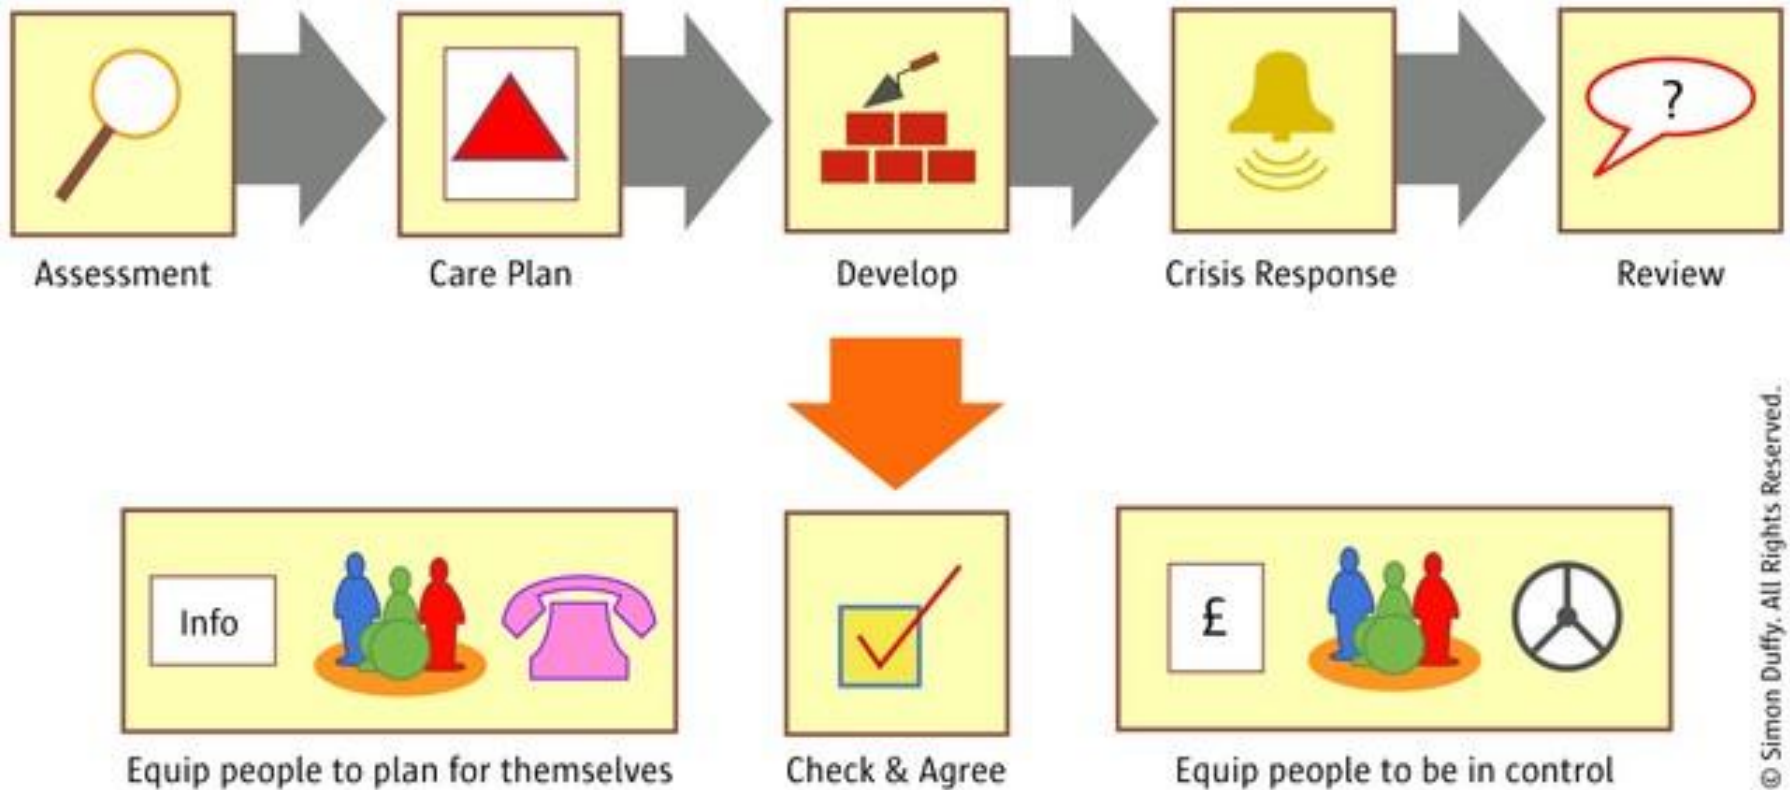 ?
Assessment
Care Plan
Develop
Crisis Response
Review
Info
£
Equip people to plan for themselves
Check & Agree
Equip people to be in control
© Simon Duffy. All Rights Reserved.